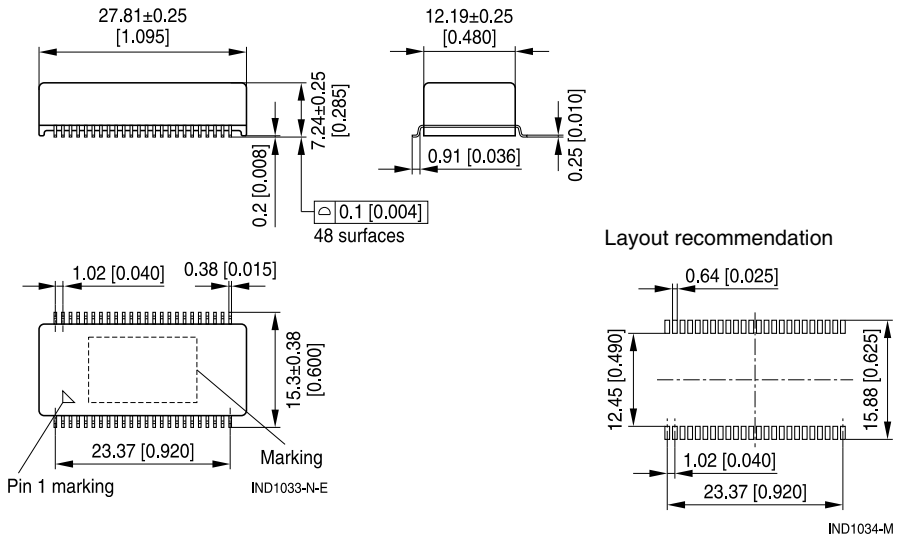 27.81±0.25
[1.095]
12.19±0.25
[0.480]
7.24±0.25
[0.285]
0.2 [0.008]
0.91 [0.036]
0.25 [0.010]
⌓ 0.1 [0.004]
48 surfaces
1.02 [0.040]
0.38 [0.015]
15.3±0.38
[0.600]
23.37 [0.920]
Marking
Pin 1 marking
IND1033-N-E
Layout recommendation
0.64 [0.025]
12.45 [0.490]
15.88 [0.625]
1.02 [0.040]
23.37 [0.920]
IND1034-M